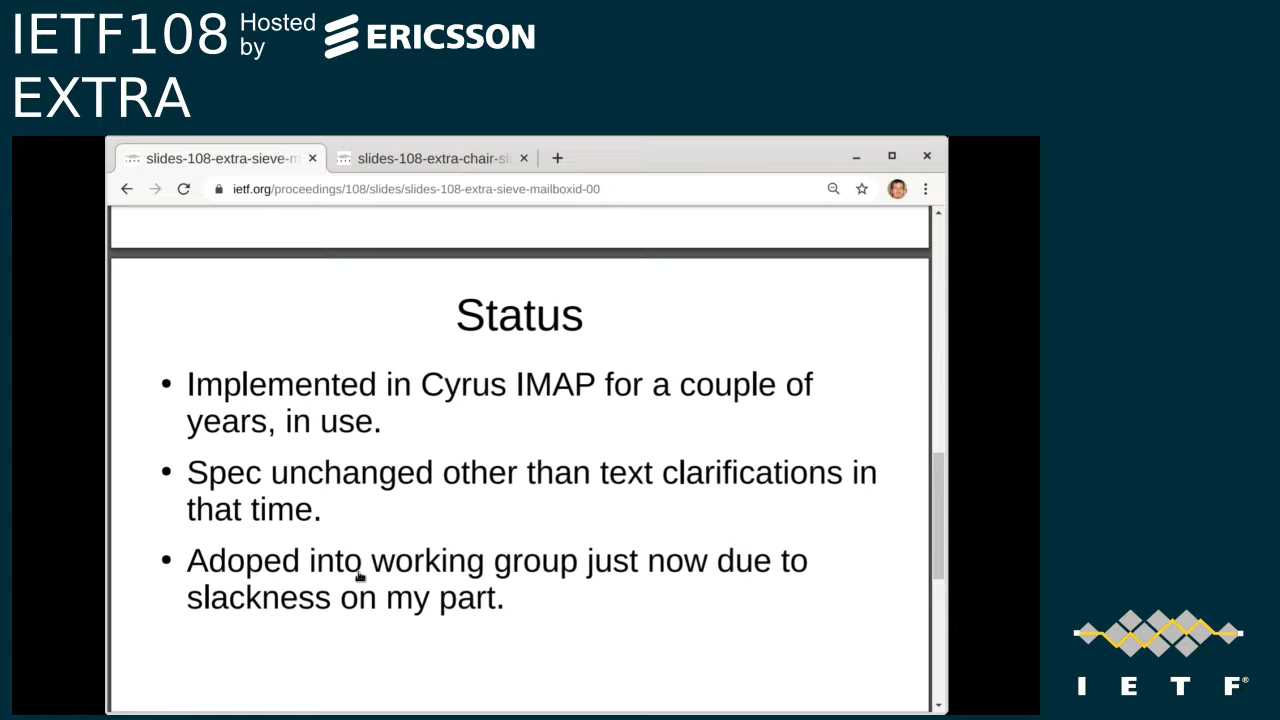 IETF108 Hosted by ERICSSON
EXTRA
slides-108-extra-sieve-m
slides-108-extra-chair-sl
ietf.org/proceedings/108/slides/slides-108-extra-sieve-mailboxid-00
Status
• Implemented in Cyrus IMAP for a couple of
years, in use.
• Spec unchanged other than text clarifications in
that time.
• Adoped into working group just now due to
slackness on my part.
I E T F®